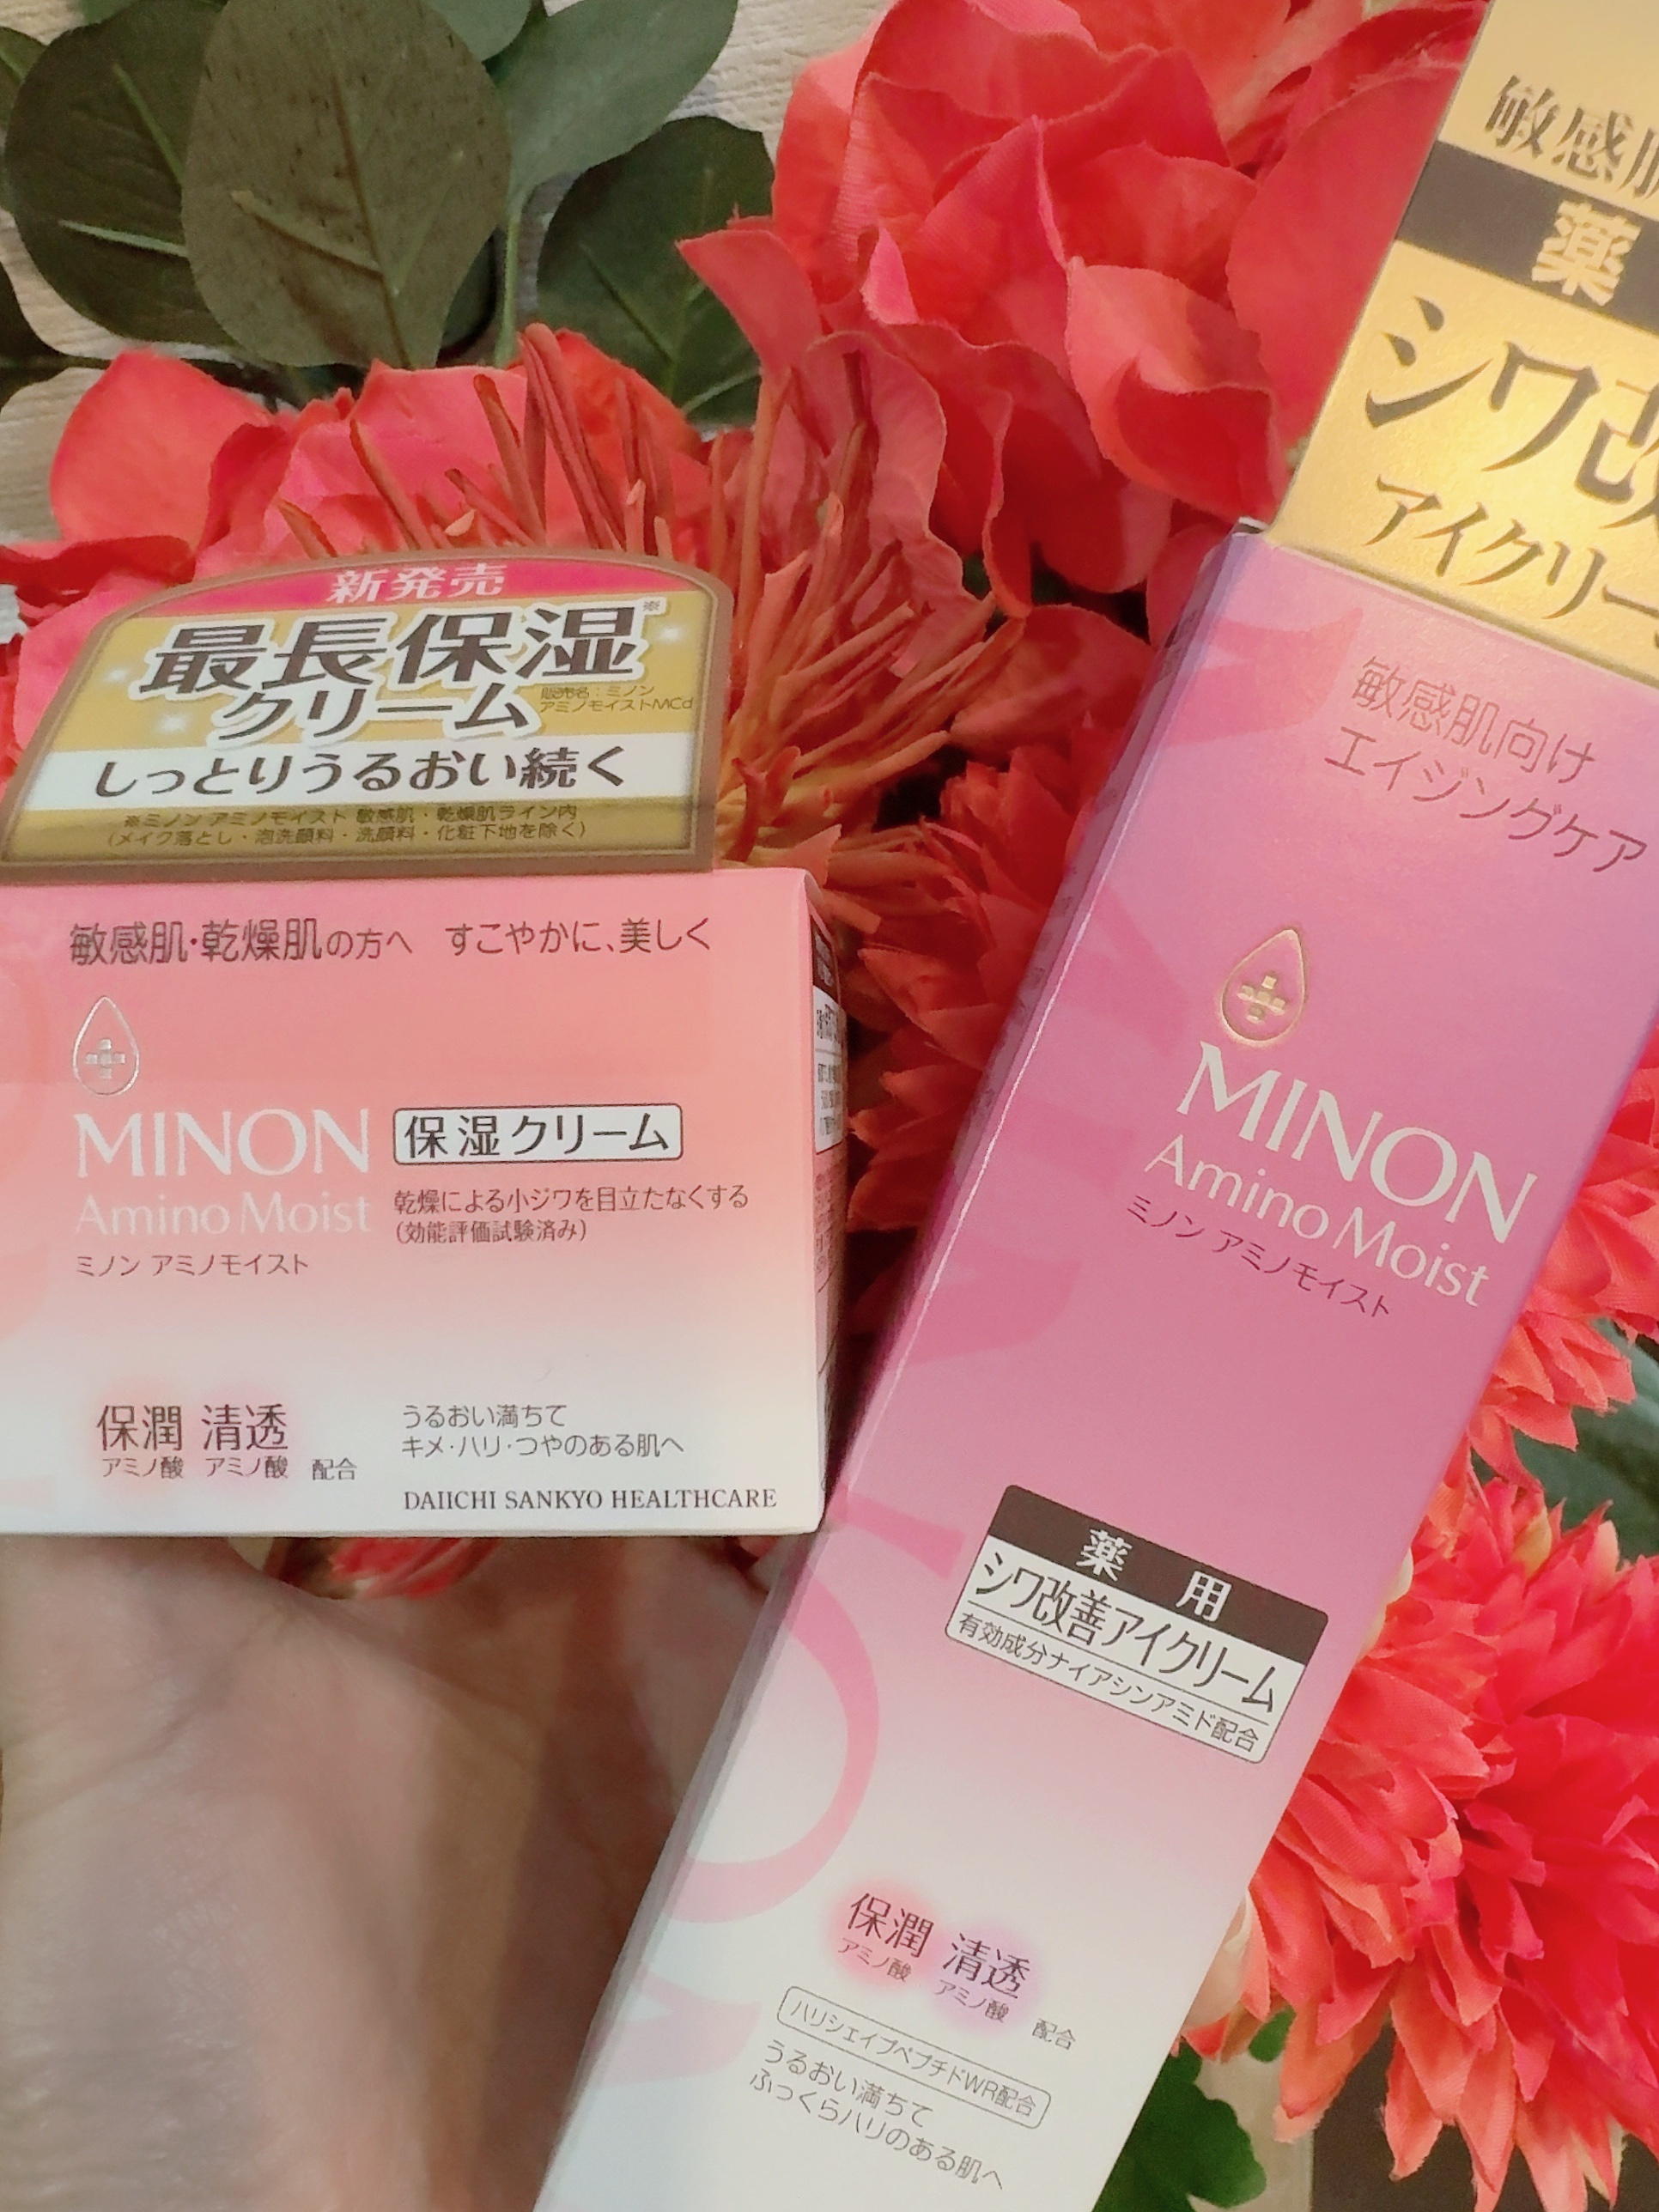 新発売
最長保湿※
クリーム
販売名：ミノン
アミノモイストMCd
しっとりうるおい続く
※ミノン アミノモイスト 敏感肌・乾燥肌ライン内
(メイク落とし・泡洗顔料・洗顔料・化粧下地を除く)
敏感肌・乾燥肌の方へ すこやかに、美しく
MINON
Amino Moist
ミノン アミノモイスト
保湿クリーム
乾燥による小ジワを目立たなくする
(効能評価試験済み)
保潤 清透
アミノ酸 アミノ酸 配合
うるおい満ちて
キメ・ハリ・つやのある肌へ
DAIICHI SANKYO HEALTHCARE
敏感
薬
シワ改
アイクリー
敏感肌向け
エイジングケア
MINON
Amino Moist
ミノン アミノモイスト
薬 用
シワ改善アイクリーム
有効成分ナイアシンアミド配合
保潤 清透
アミノ酸 アミノ酸 配合
ハリシェイプペプチドWR配合
うるおい満ちて
ふっくらハリのある肌へ